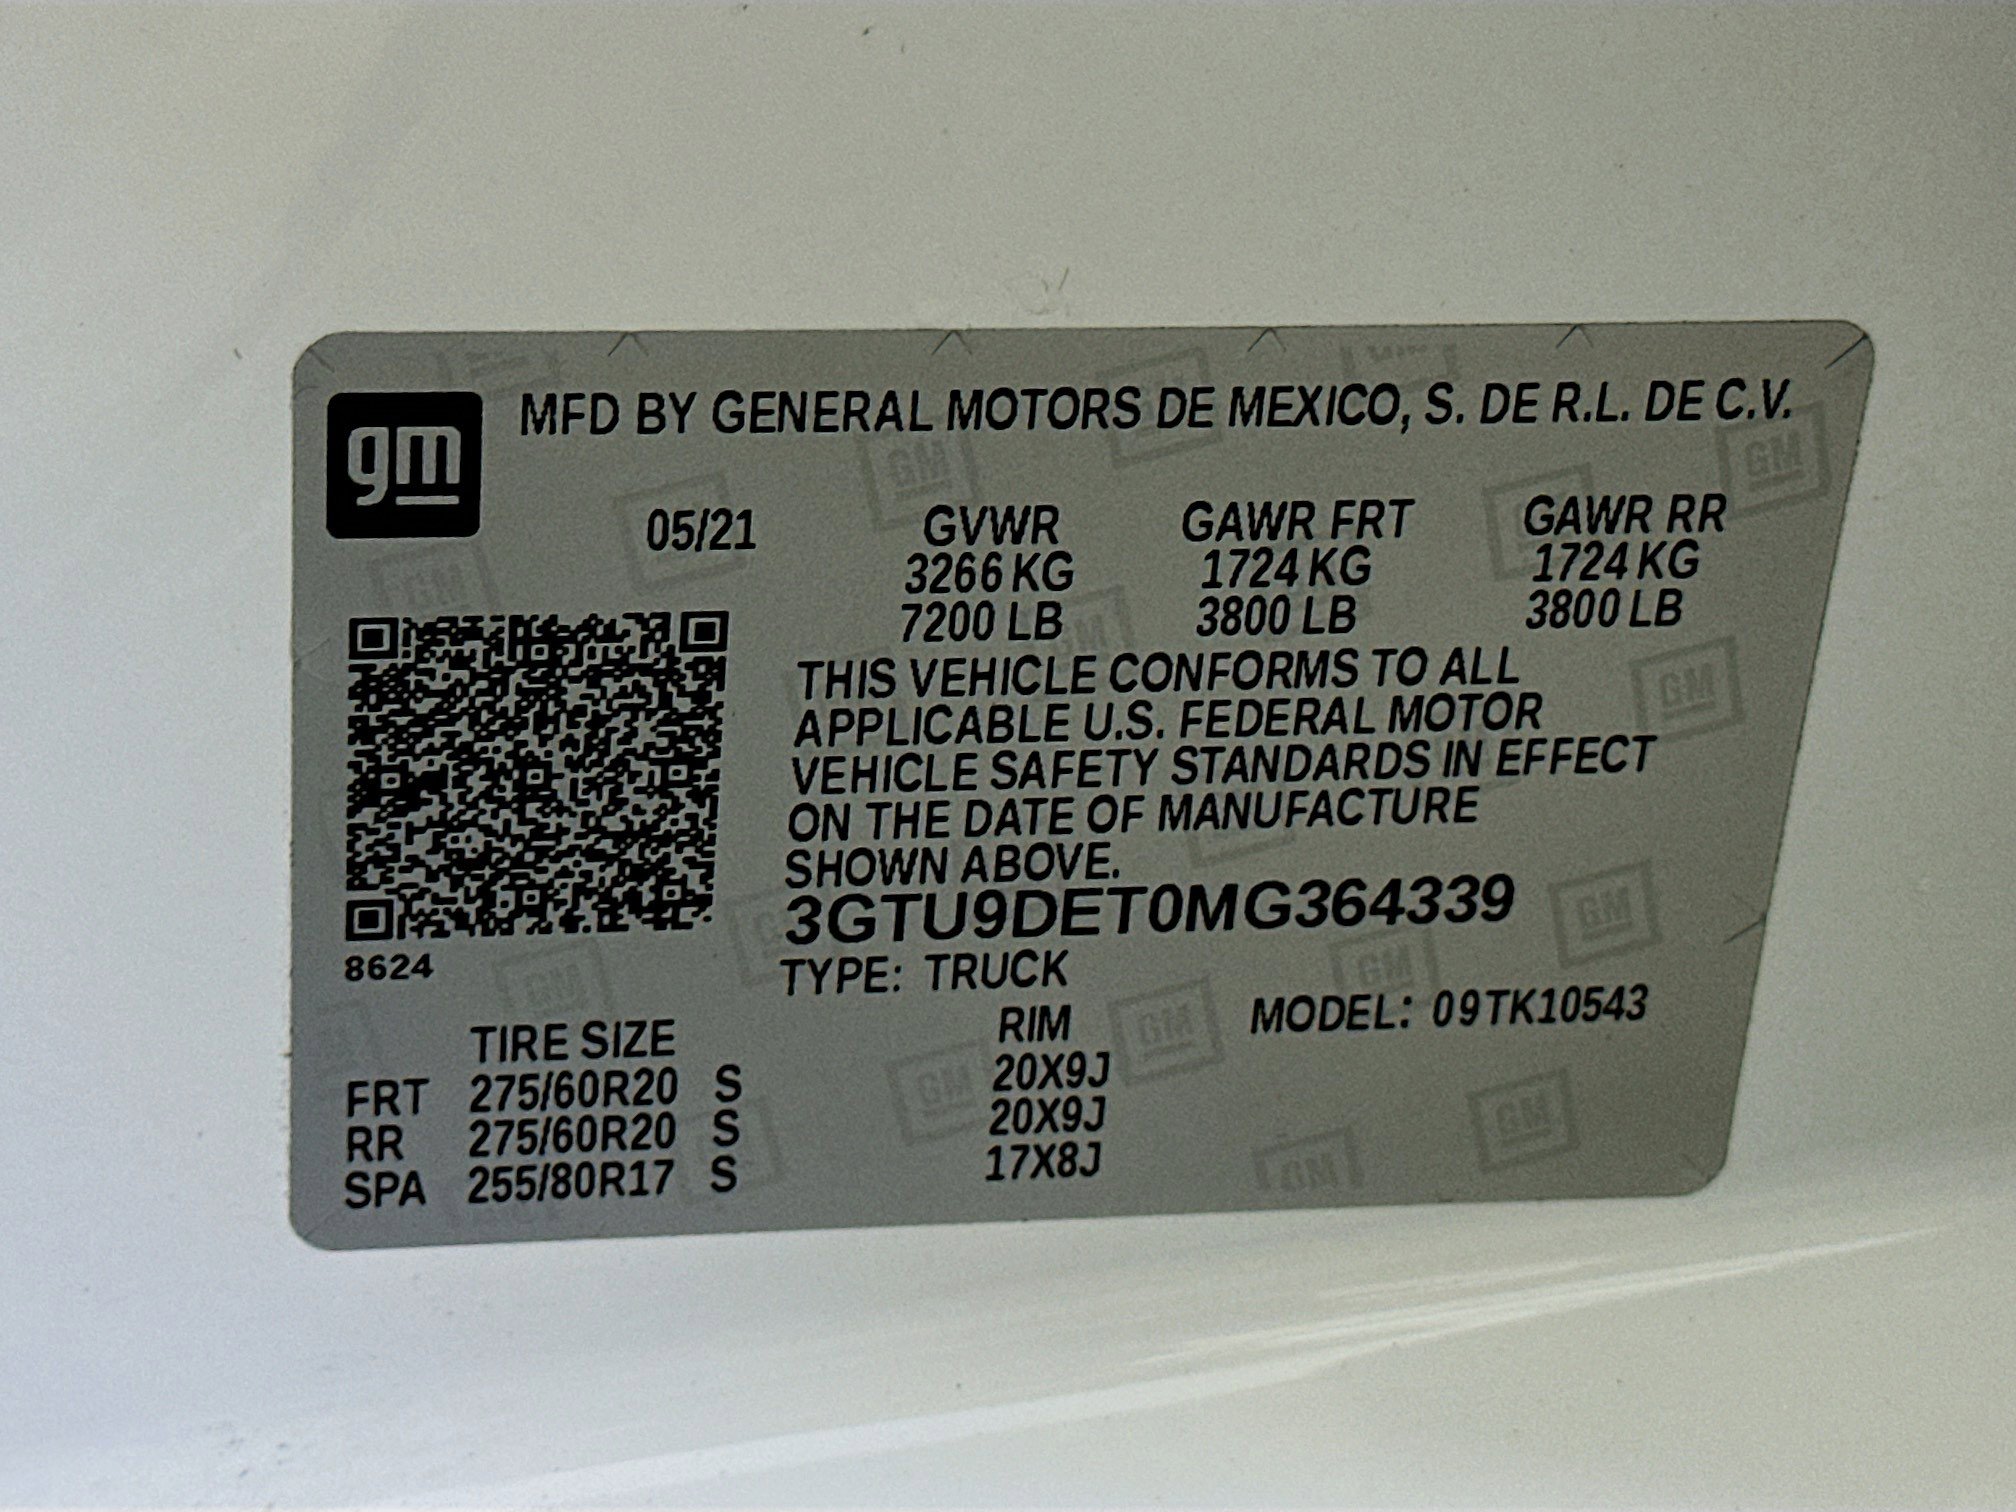 gm
MFD BY GENERAL MOTORS DE MEXICO, S. DE R.L. DE C.V.
05/21 GVWR GAWR FRT GAWR RR
3266 KG 1724 KG 1724 KG
7200 LB 3800 LB 3800 LB
THIS VEHICLE CONFORMS TO ALL
APPLICABLE U.S. FEDERAL MOTOR
VEHICLE SAFETY STANDARDS IN EFFECT
ON THE DATE OF MANUFACTURE
SHOWN ABOVE.
3GTU9DET0MG364339
8624
TYPE: TRUCK
MODEL: 09TK10543
TIRE SIZE RIM
FRT 275/60R20 S 20X9J
RR 275/60R20 S 20X9J
SPA 255/80R17 S 17X8J